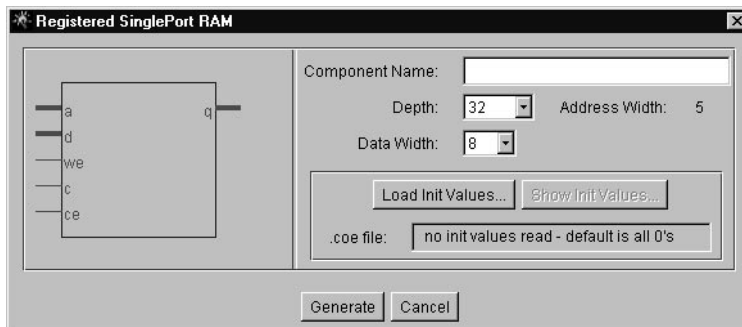 Registered SinglePort RAM
a
q
d
we
c
ce
Component Name:
Depth: 32 Address Width: 5
Data Width: 8
Load Init Values... Show Init Values...
.coe file: no init values read - default is all 0's
Generate Cancel